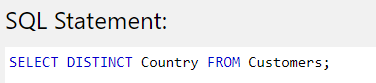 SQL Statement:
SELECT DISTINCT Country FROM Customers;